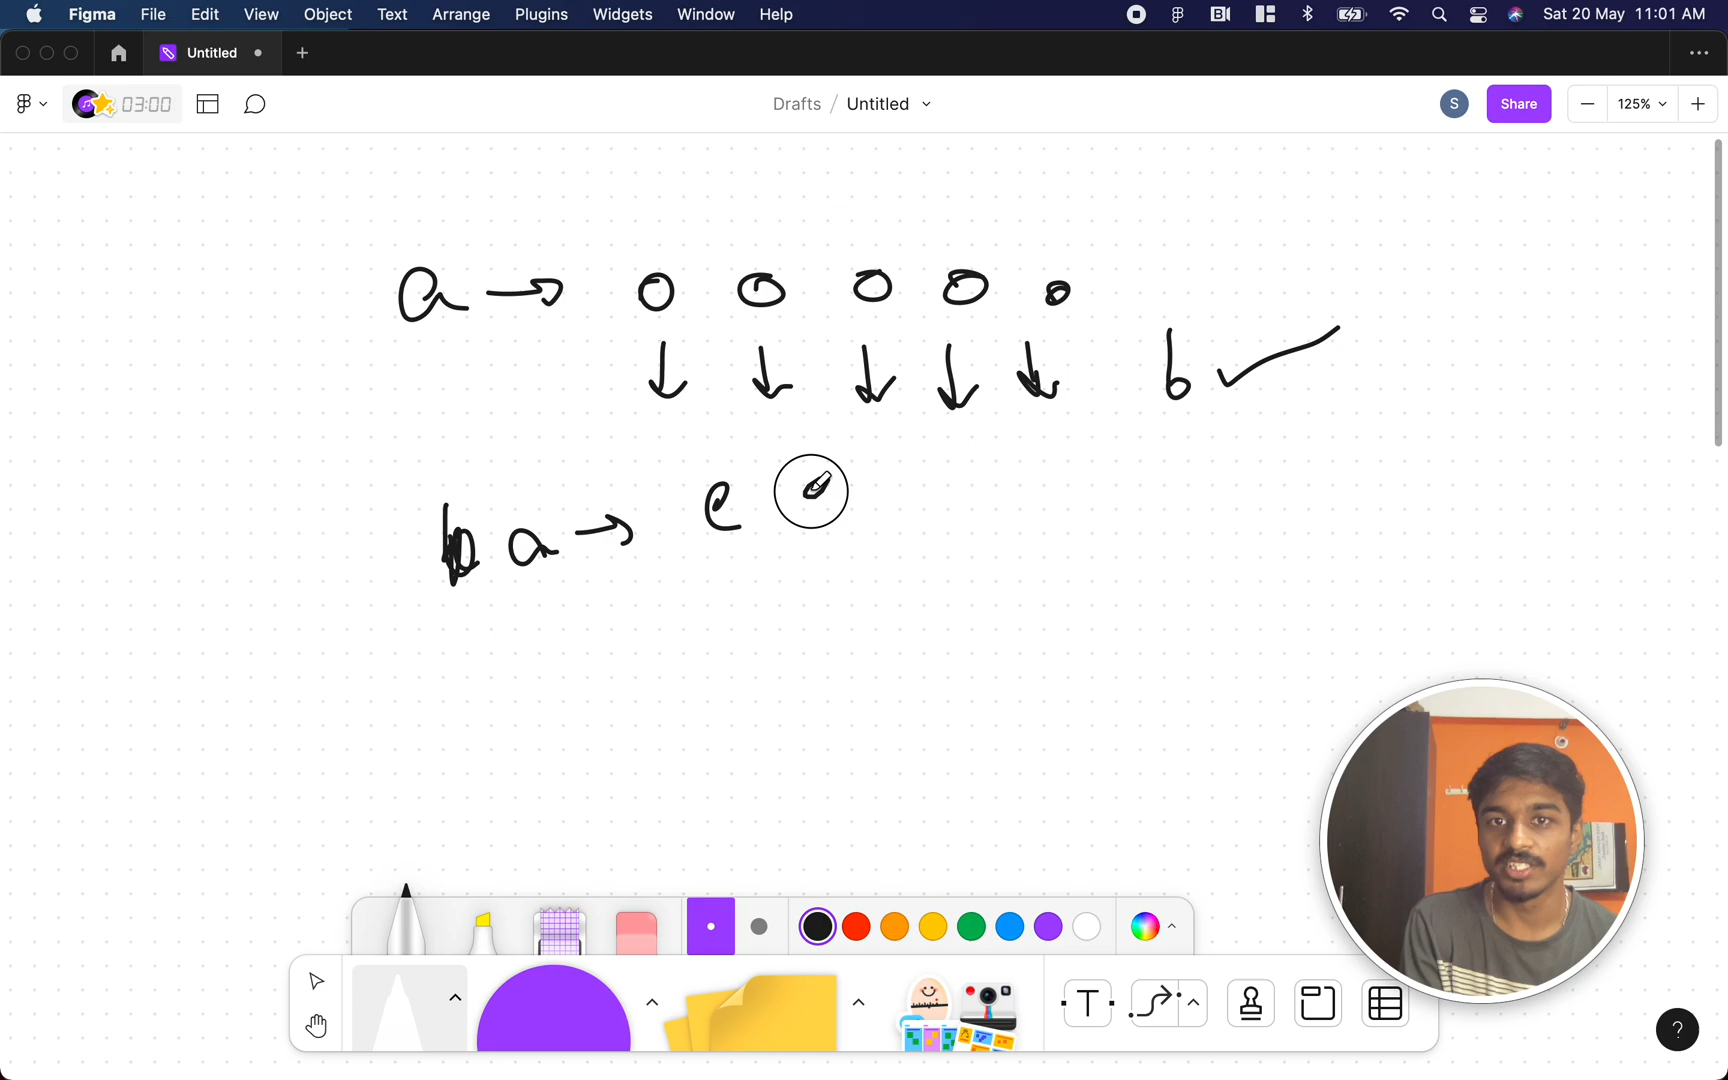 Figma File Edit View Object Text Arrange Plugins Widgets Window Help Sat 20 May 11:01 AM
Untitled
03:00 Drafts / Untitled S Share 125%
a → o o o o o
↓ ↓ ↓ ↓ ↓ b ✓
a → e
T
?